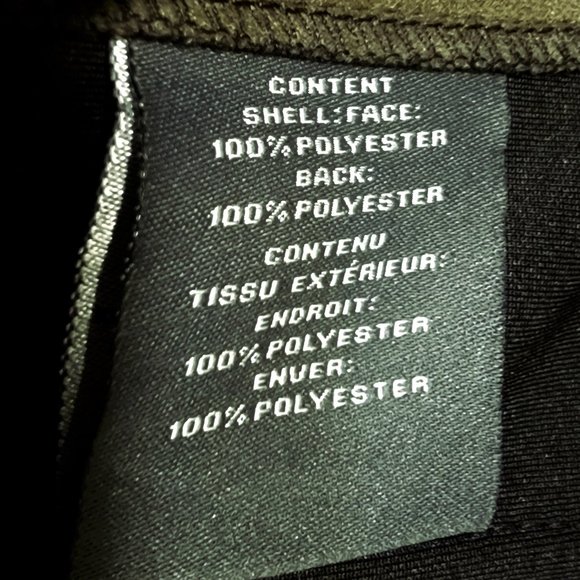 CONTENT
SHELL:FACE:
100% POLYESTER
BACK:
100% POLYESTER
CONTENU
TISSU EXTÉRIEUR:
ENDROIT:
100% POLYESTER
ENVER:
100% POLYESTER